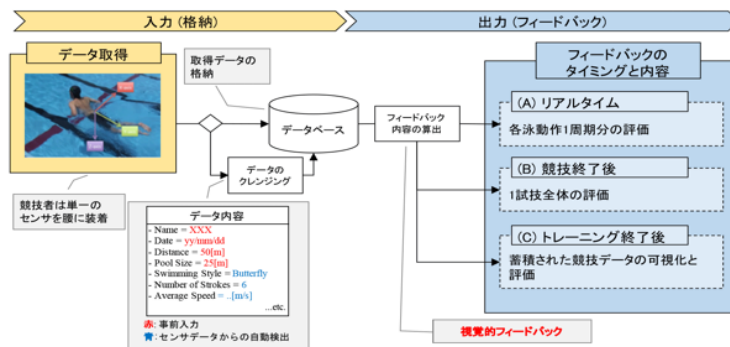 入力(格納)
出力(フィードバック)
データ取得
取得データの
格納
フィードバックの
タイミングと内容
(A) リアルタイム
各泳動作1周期分の評価
データベース
フィードバック
内容の算出
データの
クレンジング
(B) 競技終了後
1試技全体の評価
競技者は単一の
センサを腰に装着
データ内容
- Name = XXX
- Date = yy/mm/dd
- Distance = 50[m]
- Pool Size = 25[m]
- Swimming Style = Butterfly
- Number of Strokes = 6
- Average Speed = ..[m/s]
...etc.
(C) トレーニング終了後
蓄積された競技データの可視化と
評価
赤: 事前入力
青: センサデータからの自動検出
視覚的フィードバック